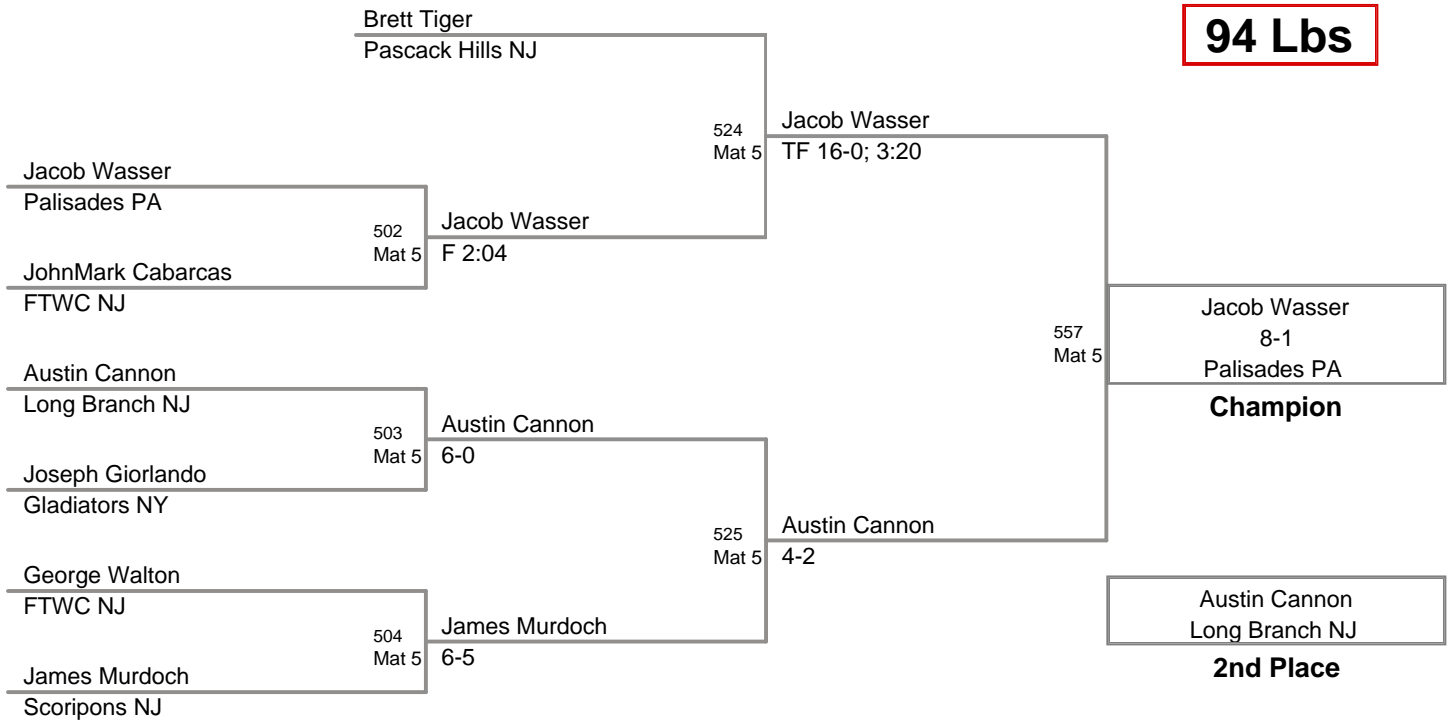 Brett Tiger
Pascack Hills NJ
94 Lbs
524
Mat 5
Jacob Wasser
TF 16-0; 3:20
Jacob Wasser
Palisades PA
502
Mat 5
Jacob Wasser
F 2:04
JohnMark Cabarcas
FTWC NJ
557
Mat 5
Jacob Wasser
8-1
Palisades PA
Champion
Austin Cannon
Long Branch NJ
503
Mat 5
Austin Cannon
6-0
Joseph Giorlando
Gladiators NY
525
Mat 5
Austin Cannon
4-2
George Walton
FTWC NJ
504
Mat 5
James Murdoch
6-5
James Murdoch
Scoripons NJ
Austin Cannon
Long Branch NJ
2nd Place